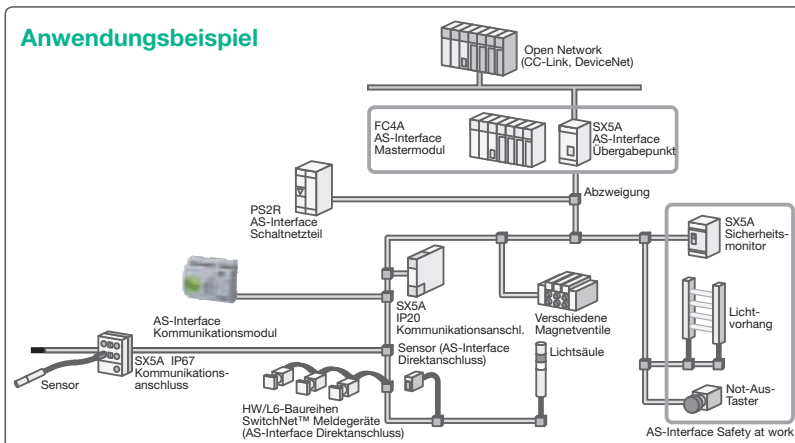 Anwendungsbeispiel
Open Network
(CC-Link, DeviceNet)
FC4A
AS-Interface
Mastermodul
SX5A
AS-Interface
Übergabepunkt
Abzweigung
PS2R
AS-Interface
Schaltnetzteil
SX5A
Sicherheits-
monitor
AS-Interface
Kommunikationsmodul
SX5A
IP20
Kommunikationsanschl.
Verschiedene
Magnetventile
Licht-
vorhang
Sensor (AS-Interface
Direktanschluss)
Lichtsäule
Sensor
SX5A IP67
Kommunikations-
anschluss
HW/L6-Baureihen
SwitchNet™ Meldegeräte
(AS-Interface Direktanschluss)
Not-Aus-
Taster
AS-Interface Safety at work